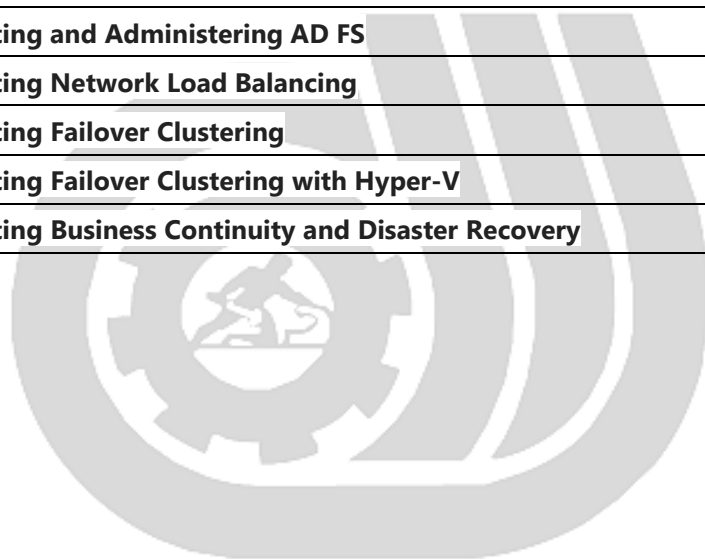 ting and Administering AD FS
ting Network Load Balancing
ting Failover Clustering
ting Failover Clustering with Hyper-V
ting Business Continuity and Disaster Recovery